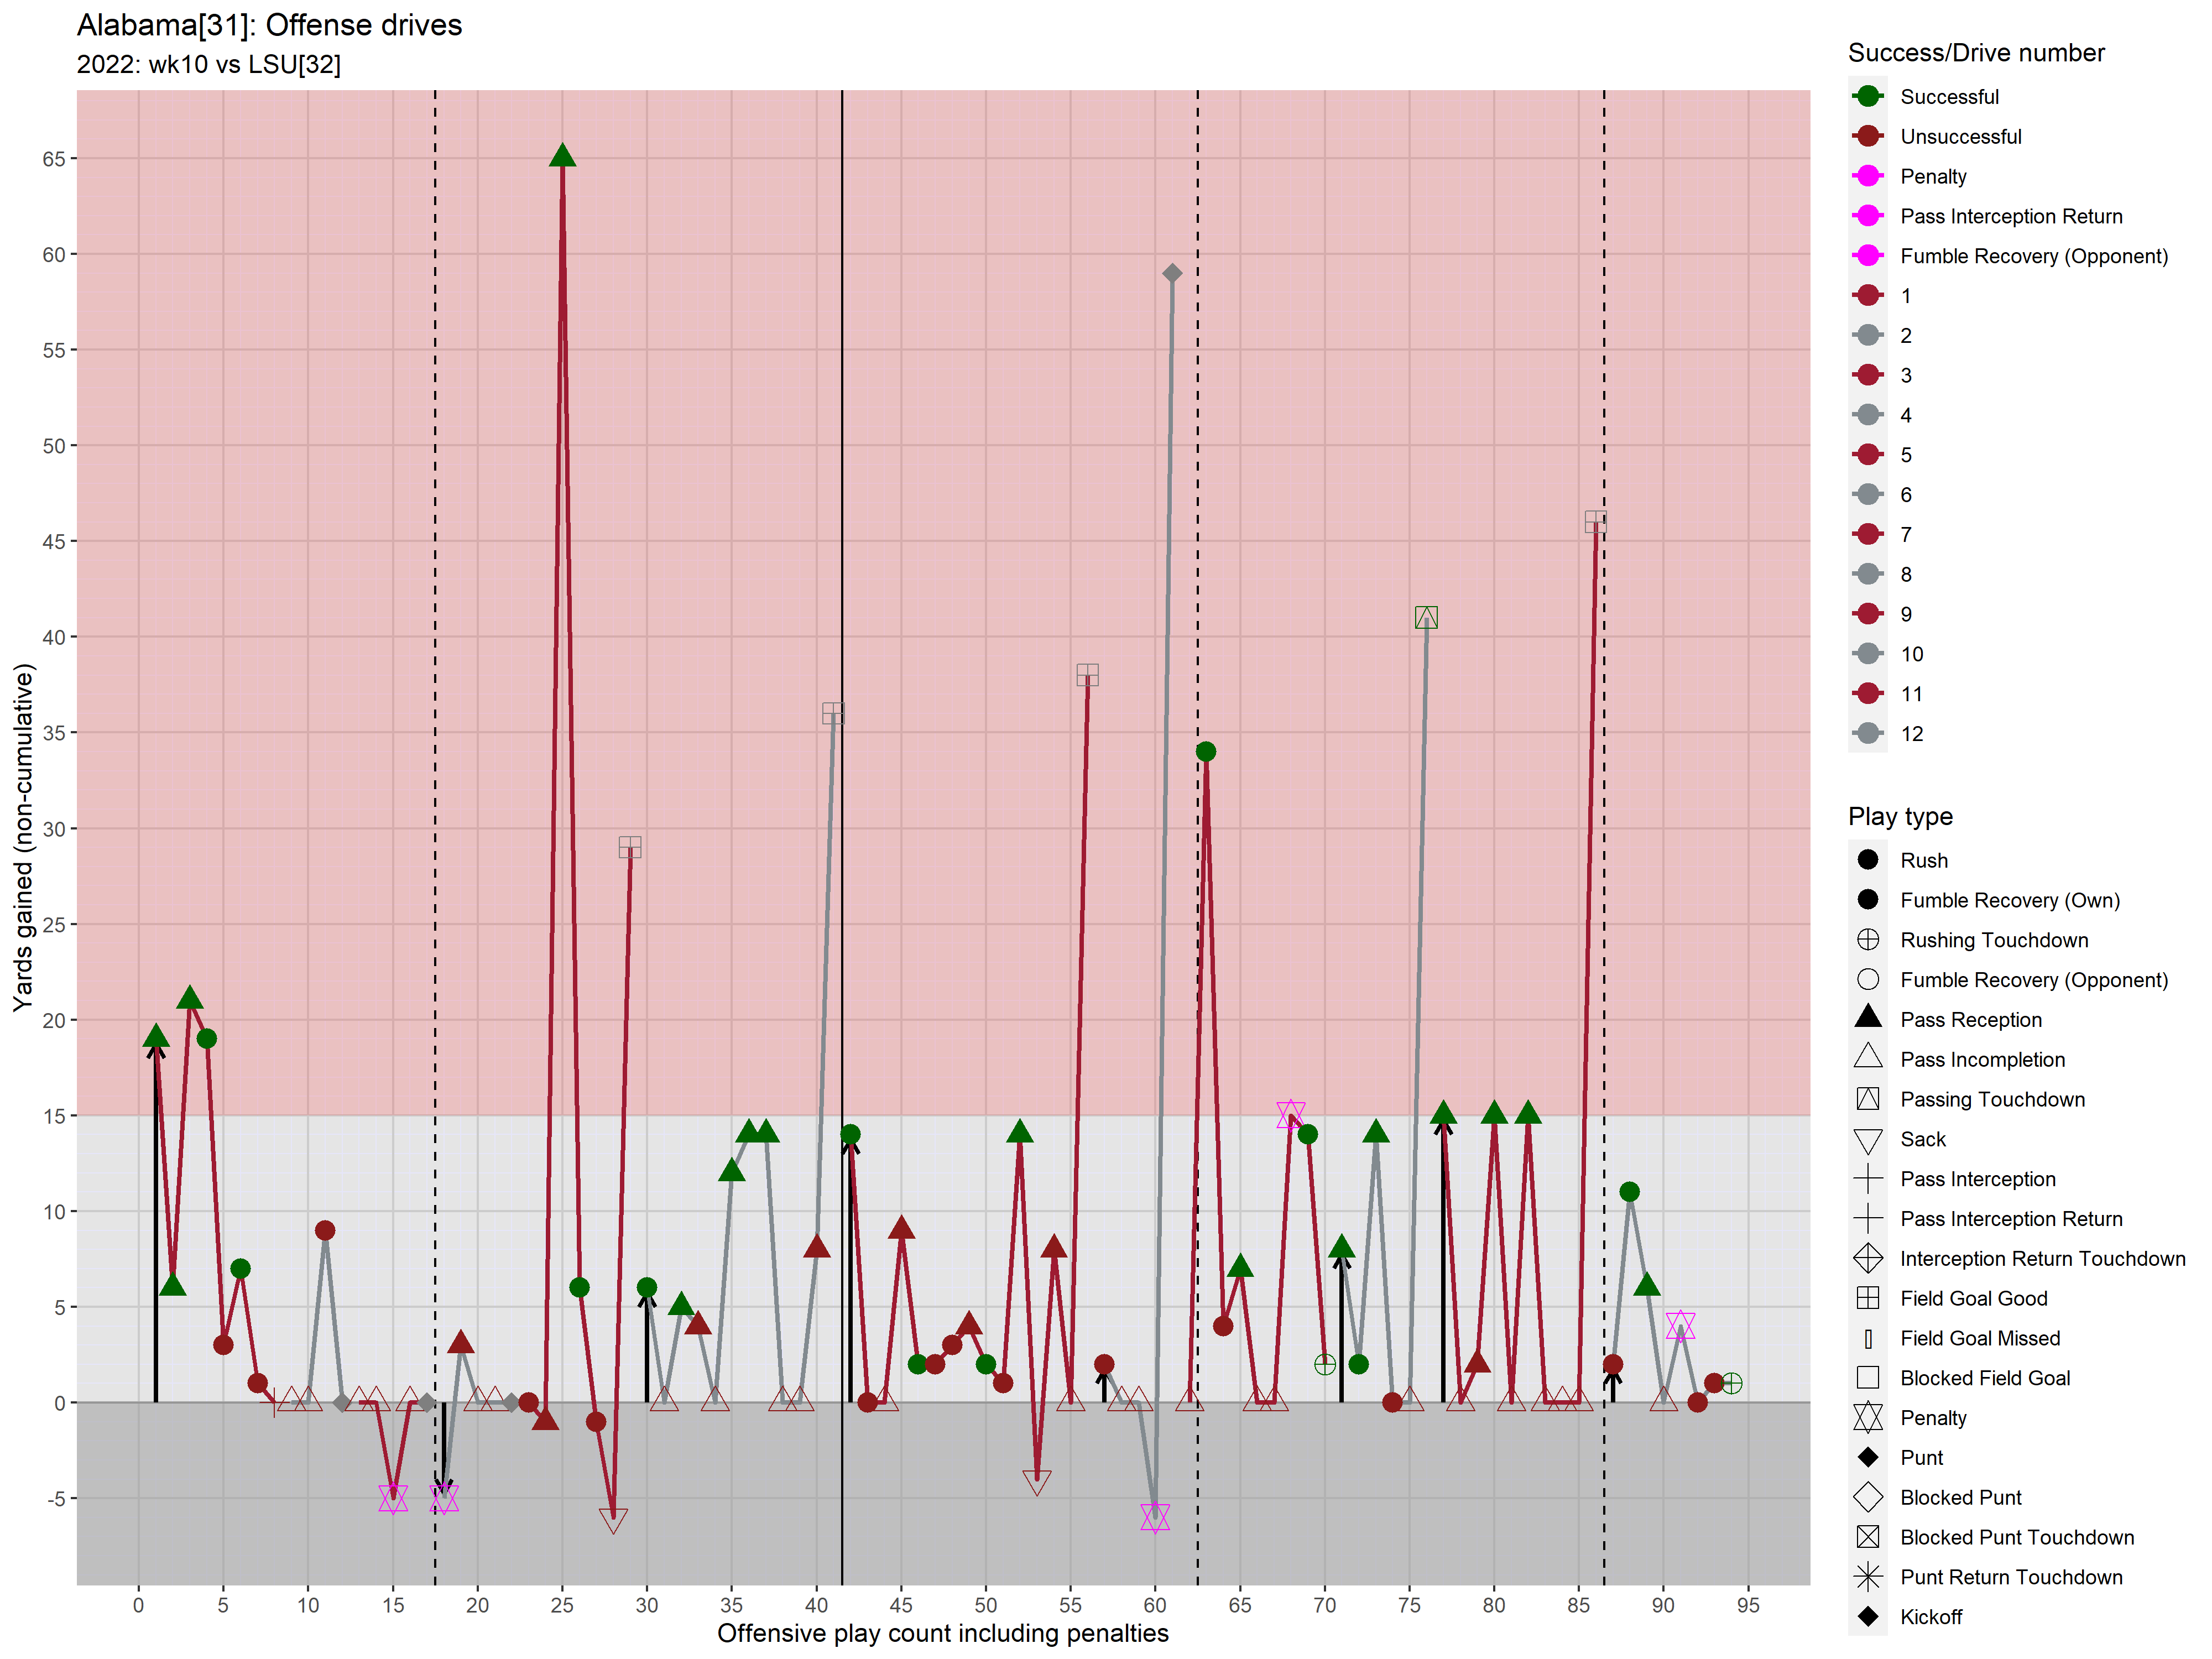 Alabama[31]: Offense drives
2022: wk10 vs LSU[32]
Yards gained (non-cumulative)
65
60
55
50
45
40
35
30
25
20
15
10
5
0
-5
0 5 10 15 20 25 30 35 40 45 50 55 60 65 70 75 80 85 90 95
Offensive play count including penalties
Success/Drive number
Successful
Unsuccessful
Penalty
Pass Interception Return
Fumble Recovery (Opponent)
1
2
3
4
5
6
7
8
9
10
11
12
Play type
Rush
Fumble Recovery (Own)
Rushing Touchdown
Fumble Recovery (Opponent)
Pass Reception
Pass Incompletion
Passing Touchdown
Sack
Pass Interception
Pass Interception Return
Interception Return Touchdown
Field Goal Good
Field Goal Missed
Blocked Field Goal
Penalty
Punt
Blocked Punt
Blocked Punt Touchdown
Punt Return Touchdown
Kickoff